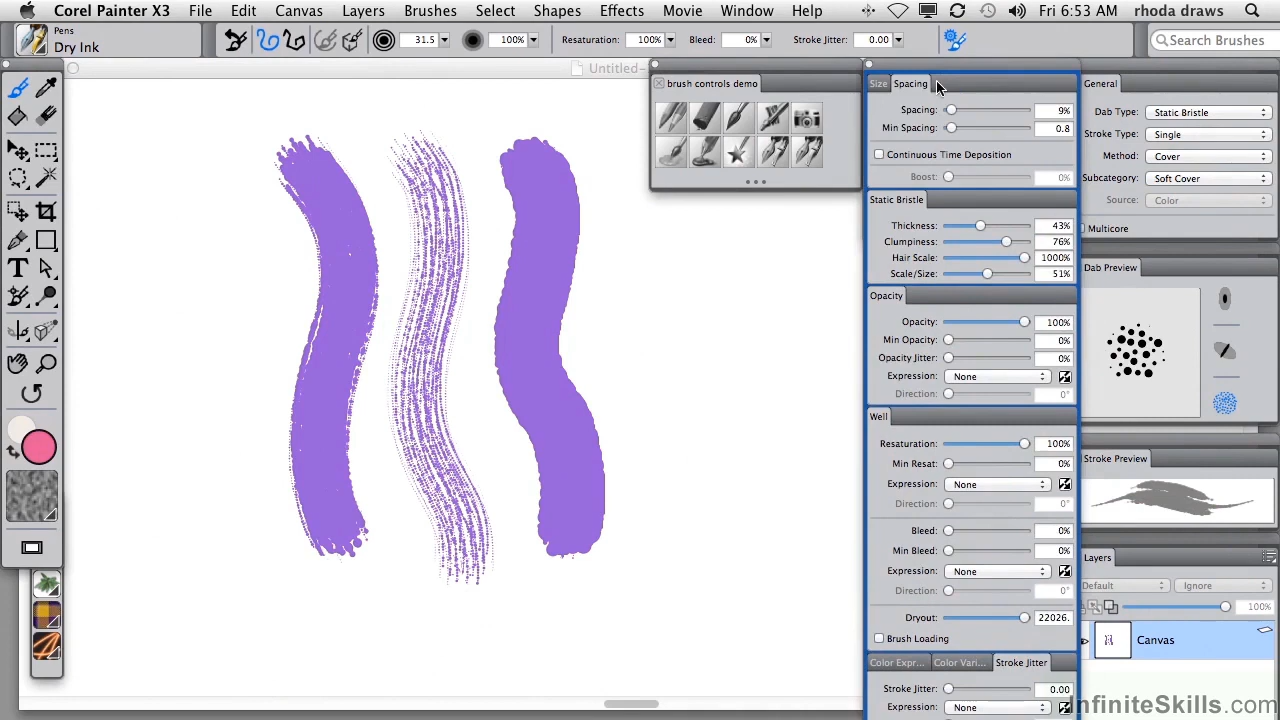 Corel Painter X3 File Edit Canvas Layers Brushes Select Shapes Effects Movie Window Help Fri 6:53 AM rhoda draws
Pens
Dry Ink
31.5 100% Resaturation: 100% Bleed: 0% Stroke Jitter: 0.00 Search Brushes
Untitled-
brush controls demo
Size Spacing
Spacing: 9%
Min Spacing: 0.8
Continuous Time Deposition
Boost: 0%
Static Bristle
Thickness: 43%
Clumpiness: 76%
Hair Scale: 1000%
Scale/Size: 51%
Opacity
Opacity: 100%
Min Opacity: 0%
Opacity Jitter: 0%
Expression: None
Direction: 0°
Well
Resaturation: 100%
Min Resat: 0%
Expression: None
Direction: 0°
Bleed: 0%
Min Bleed: 0%
Expression: None
Direction: 0°
Dryout: 22026.
Brush Loading
Color Expr... Color Vari... Stroke Jitter
Stroke Jitter: 0.00
Expression: None
General
Dab Type: Static Bristle
Stroke Type: Single
Method: Cover
Subcategory: Soft Cover
Source: Color
Multicore
Dab Preview
Stroke Preview
Layers
Default Ignore
100%
Canvas
InfiniteSkills.com